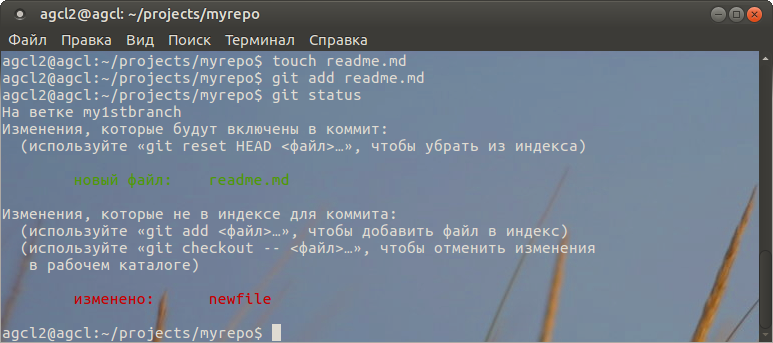 agcl2@agcl: ~/projects/myrepo
Файл Правка Вид Поиск Терминал Справка
agcl2@agcl:~/projects/myrepo$ touch readme.md
agcl2@agcl:~/projects/myrepo$ git add readme.md
agcl2@agcl:~/projects/myrepo$ git status
На ветке my1stbranch
Изменения, которые будут включены в коммит:
(используйте «git reset HEAD <файл>…», чтобы убрать из индекса)
новый файл: readme.md
Изменения, которые не в индексе для коммита:
(используйте «git add <файл>…», чтобы добавить файл в индекс)
(используйте «git checkout -- <файл>…», чтобы отменить изменения
в рабочем каталоге)
изменено: newfile
agcl2@agcl:~/projects/myrepo$